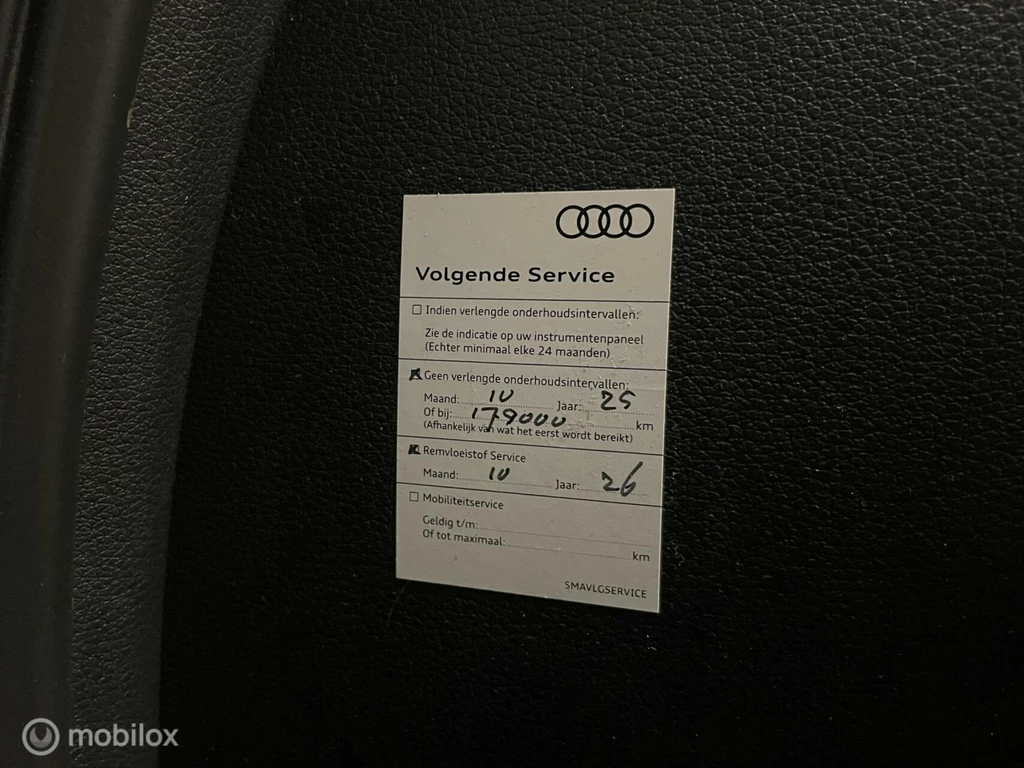 Volgende Service
Indien verlengde onderhoudsintervallen:
Zie de indicatie op uw instrumentenpaneel
(Echter minimaal elke 24 maanden)
Geen verlengde onderhoudsintervallen:
Maand: 10 Jaar: 25
Of bij: 179000 km
(Afhankelijk van wat het eerst wordt bereikt)
Remvloeistof Service
Maand: 10 Jaar: 26
Mobiliteitservice
Geldig t/m:
Of tot maximaal: km
SMAVLGSERVICE
mobilox